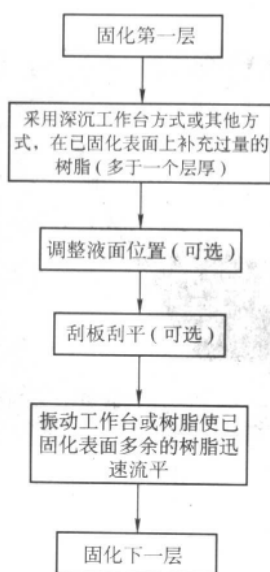 固化第一层
采用深沉工作台方式或其他方
式，在已固化表面上补充过量的
树脂(多于一个层厚)
调整液面位置(可选)
刮板刮平(可选)
振动工作台或树脂使已
固化表面多余的树脂迅
速流平
固化下一层